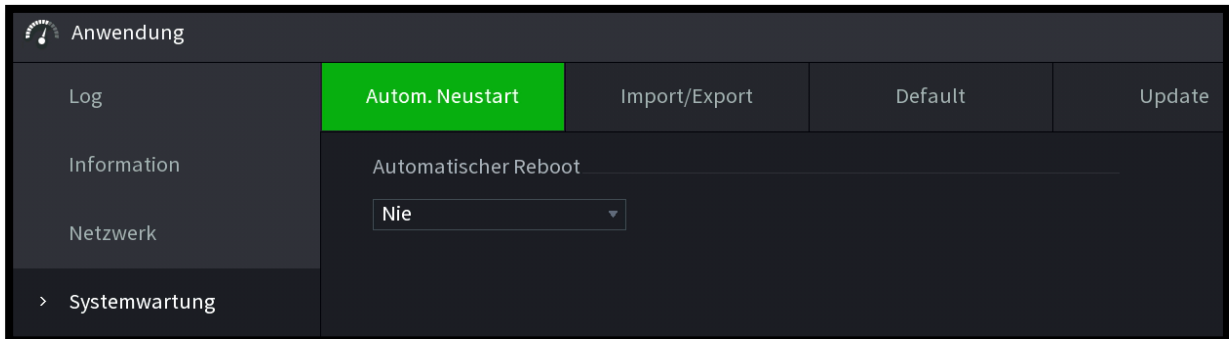 Anwendung
Log
Autom. Neustart Import/Export Default Update
Information
Automatischer Reboot
Nie
Netzwerk
> Systemwartung